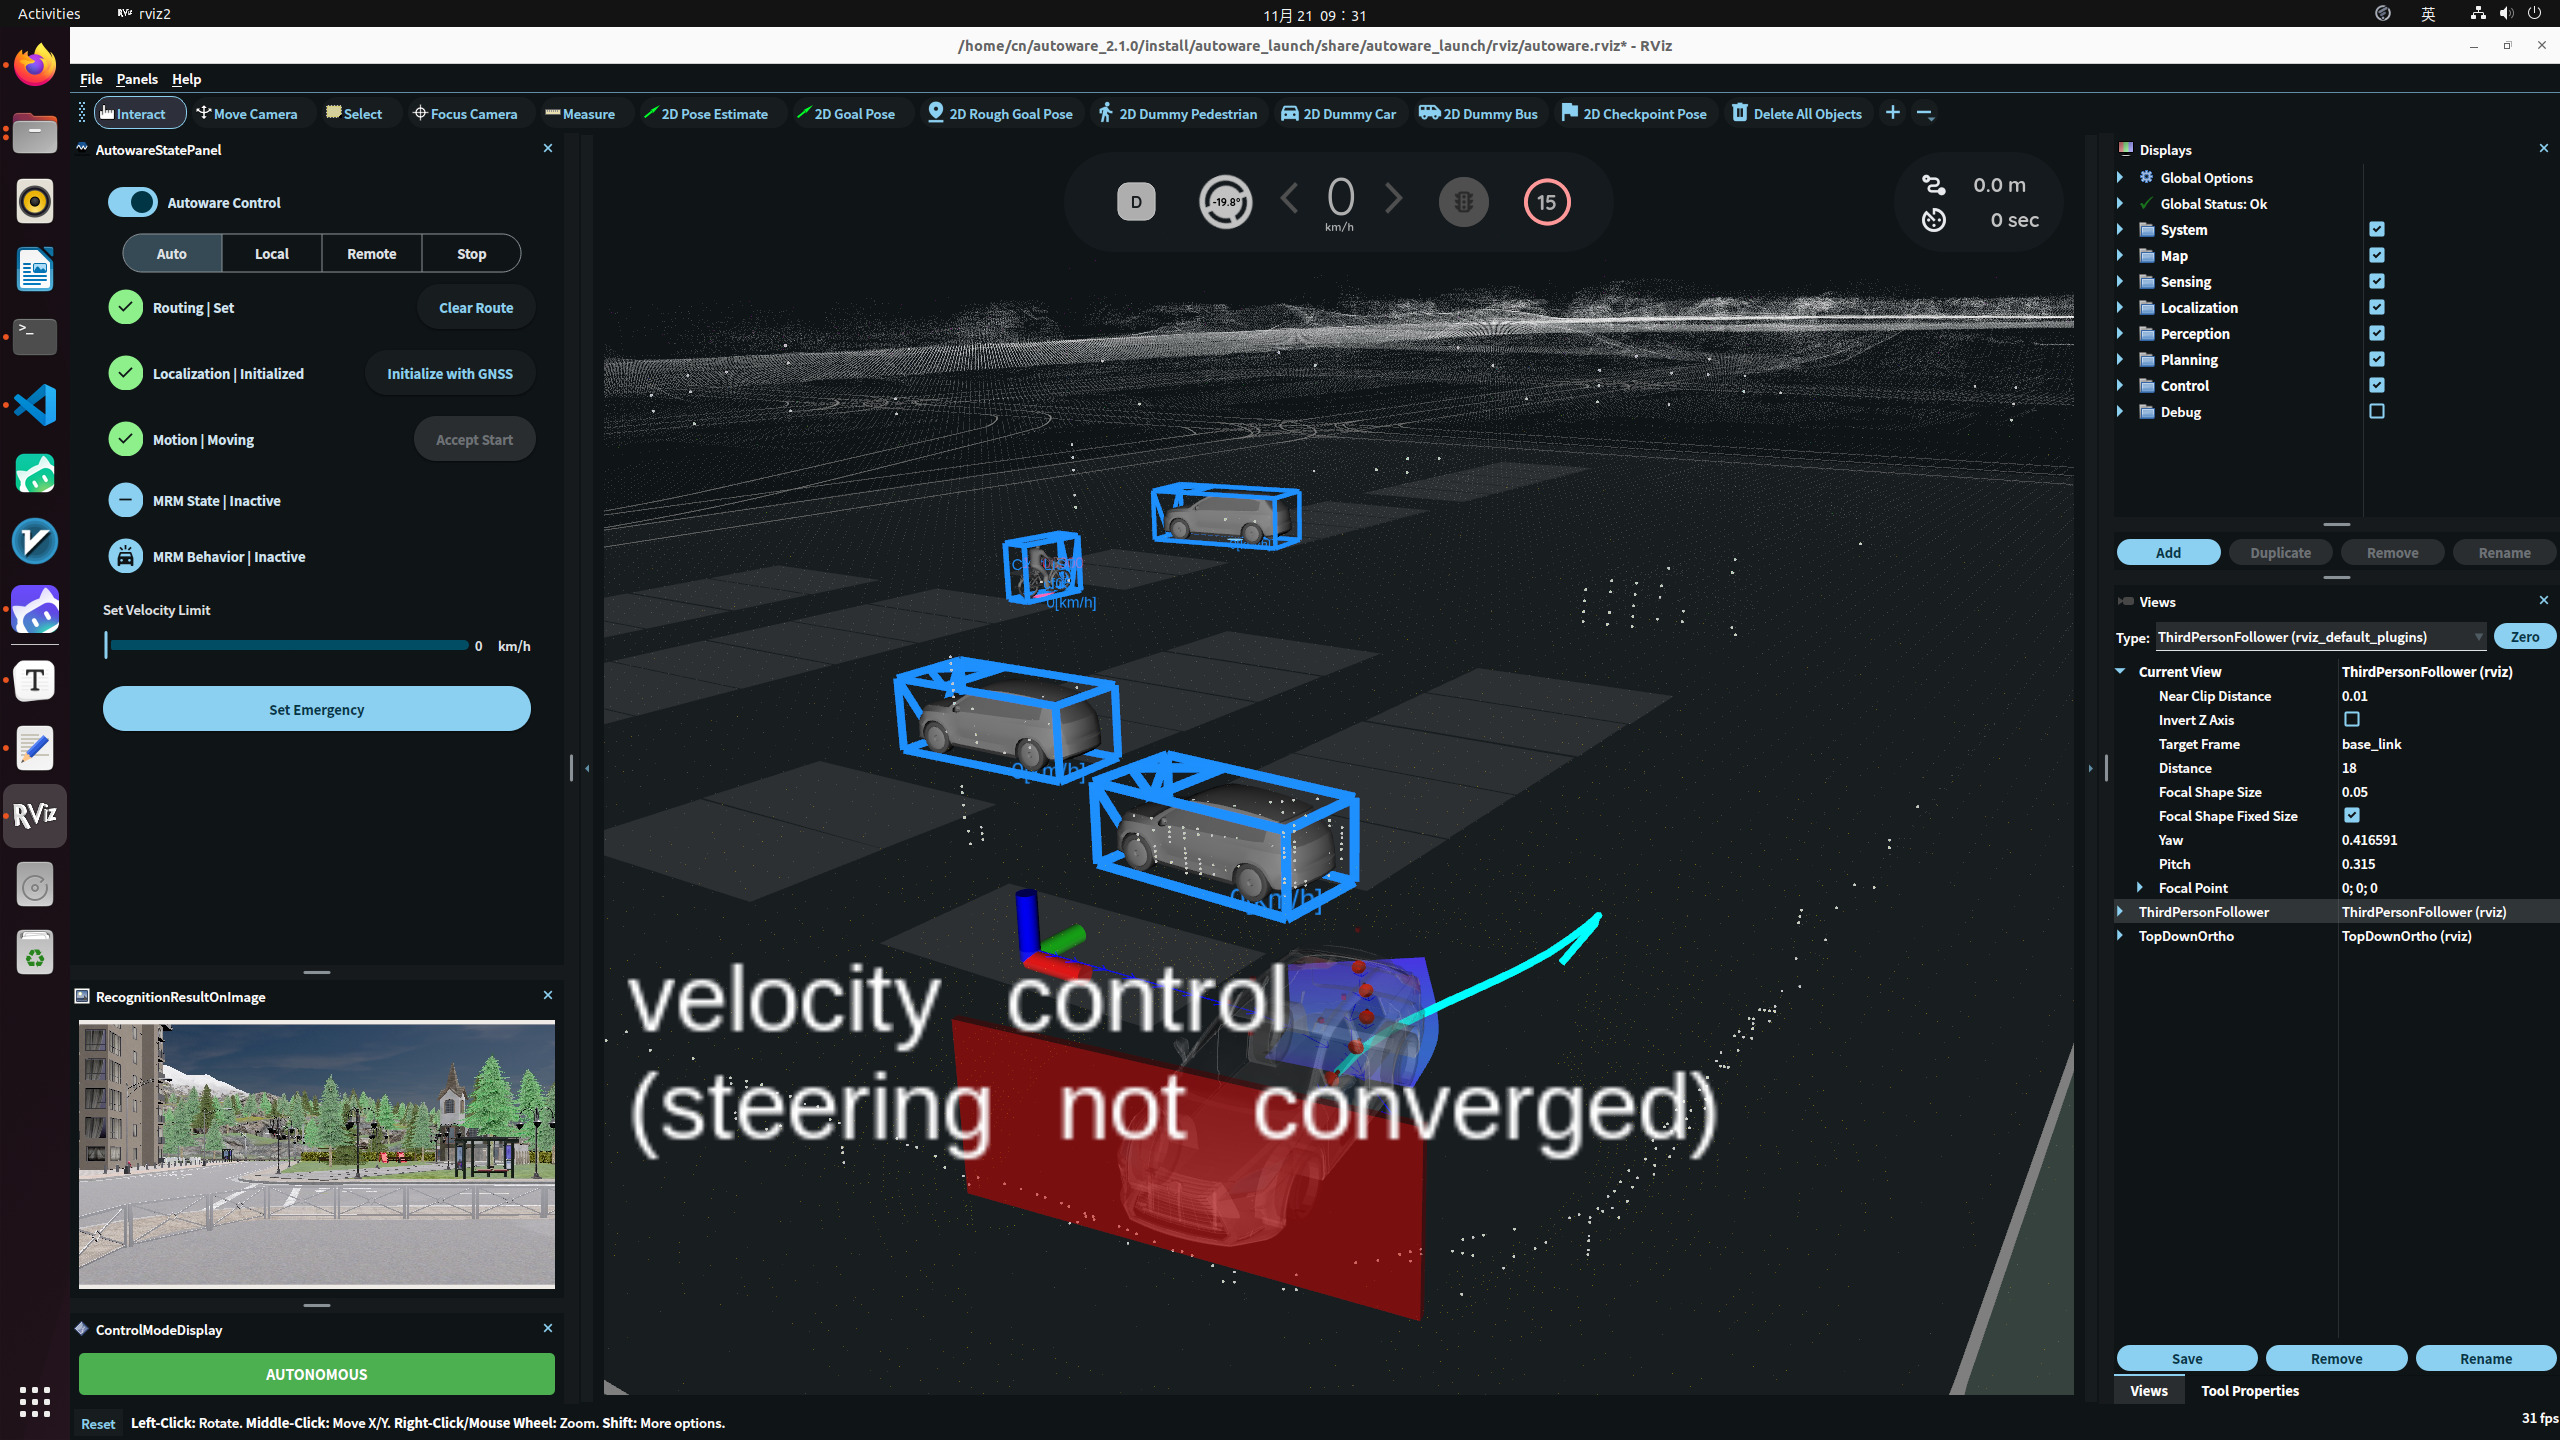 Activities
rviz2
11月 21 09：31
英
/home/cn/autoware_2.1.0/install/autoware_launch/share/autoware_launch/rviz/autoware.rviz* - RViz
File Panels Help
Interact Move Camera Select Focus Camera Measure 2D Pose Estimate 2D Goal Pose 2D Rough Goal Pose 2D Dummy Pedestrian 2D Dummy Car 2D Dummy Bus 2D Checkpoint Pose Delete All Objects
AutowareStatePanel
Autoware Control
Auto Local Remote Stop
Routing | Set Clear Route
Localization | Initialized Initialize with GNSS
Motion | Moving Accept Start
MRM State | Inactive
MRM Behavior | Inactive
Set Velocity Limit
0 km/h
Set Emergency
RecognitionResultOnImage
ControlModeDisplay
AUTONOMOUS
Reset Left-Click: Rotate. Middle-Click: Move X/Y. Right-Click/Mouse Wheel: Zoom. Shift: More options.
31 fps
>_
T
RViz
D
-19.8°
0
km/h
15
0.0 m
0 sec
0[km/h]
0[km/h]
0[km/h]
velocity control
(steering not converged)
Displays
Global Options
Global Status: Ok
System
Map
Sensing
Localization
Perception
Planning
Control
Debug
Add Duplicate Remove Rename
Views
Type: ThirdPersonFollower (rviz_default_plugins) Zero
Current View ThirdPersonFollower (rviz)
Near Clip Distance 0.01
Invert Z Axis
Target Frame base_link
Distance 18
Focal Shape Size 0.05
Focal Shape Fixed Size
Yaw 0.416591
Pitch 0.315
Focal Point 0; 0; 0
ThirdPersonFollower ThirdPersonFollower (rviz)
TopDownOrtho TopDownOrtho (rviz)
Save Remove Rename
Views Tool Properties